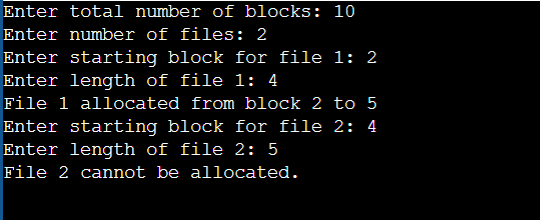 Enter total number of blocks: 10
Enter number of files: 2
Enter starting block for file 1: 2
Enter length of file 1: 4
File 1 allocated from block 2 to 5
Enter starting block for file 2: 4
Enter length of file 2: 5
File 2 cannot be allocated.